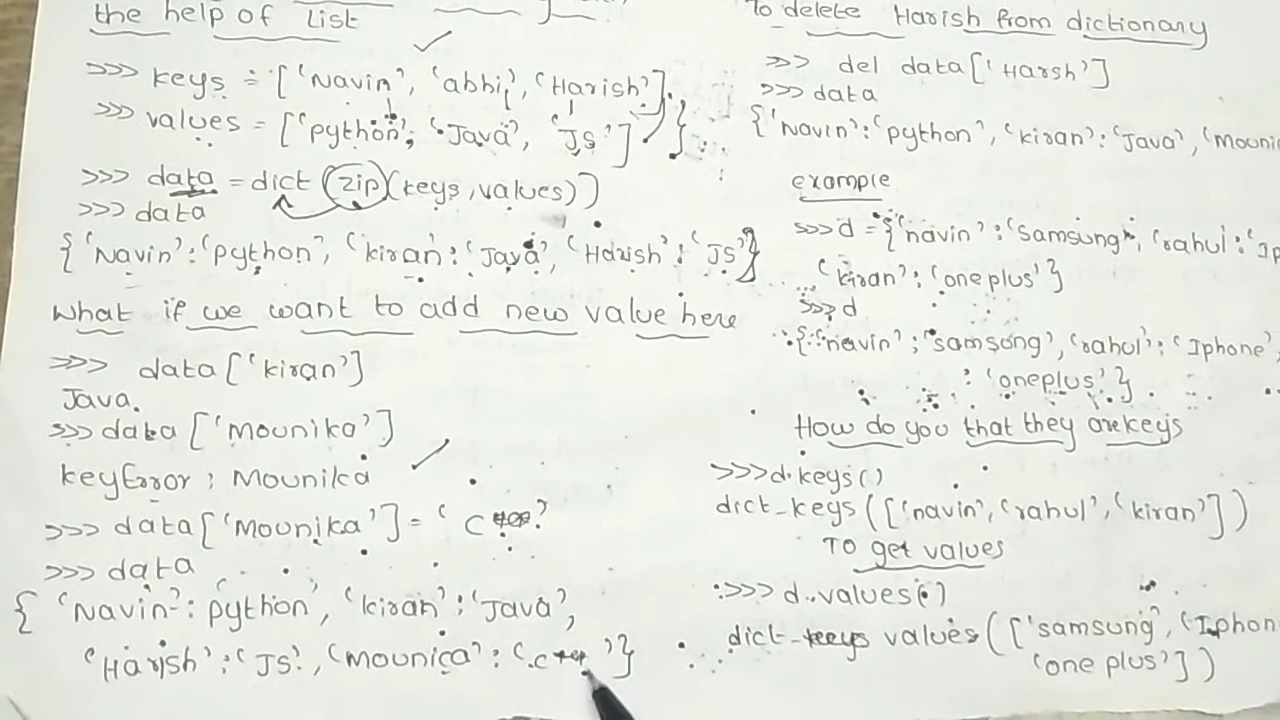 the help of List
>>> keys = ['Navin', 'abhi', 'Harish']
>>> values = ['python', 'Java', 'JS']
>>> data = dict (zip(keys, values))
>>> data
{'Navin': 'python', 'kiran': 'Java', 'Harish': 'JS'}
What if we want to add new value here
>>> data['kiran']
Java.
>>> data ['Mounika']
keyError : Mounika
>>> data['Mounika'] = 'C
>>> data
{'Navin': python', 'kiran': 'Java',
'Harish': 'JS', 'Mounica': 'C
To delete Harish from dictionary
>>> del data['Harsh']
>>> data
{'Navin': 'python', 'kiran': 'Java', 'Mouni
example
>>> d = {'navin': 'samsung', 'rahul: 'Ip
'kiran': 'oneplus'}
>>> d
{'navin': 'samsong', 'rahul': 'Iphone',
: 'oneplus'}
How do you that they are keys
>>> d.keys()
dict_keys(['navin', 'rahul', 'kiran'])
To get values
>>> d.values()
dict_keys values(['samsung', 'Iphon
'one plus'])